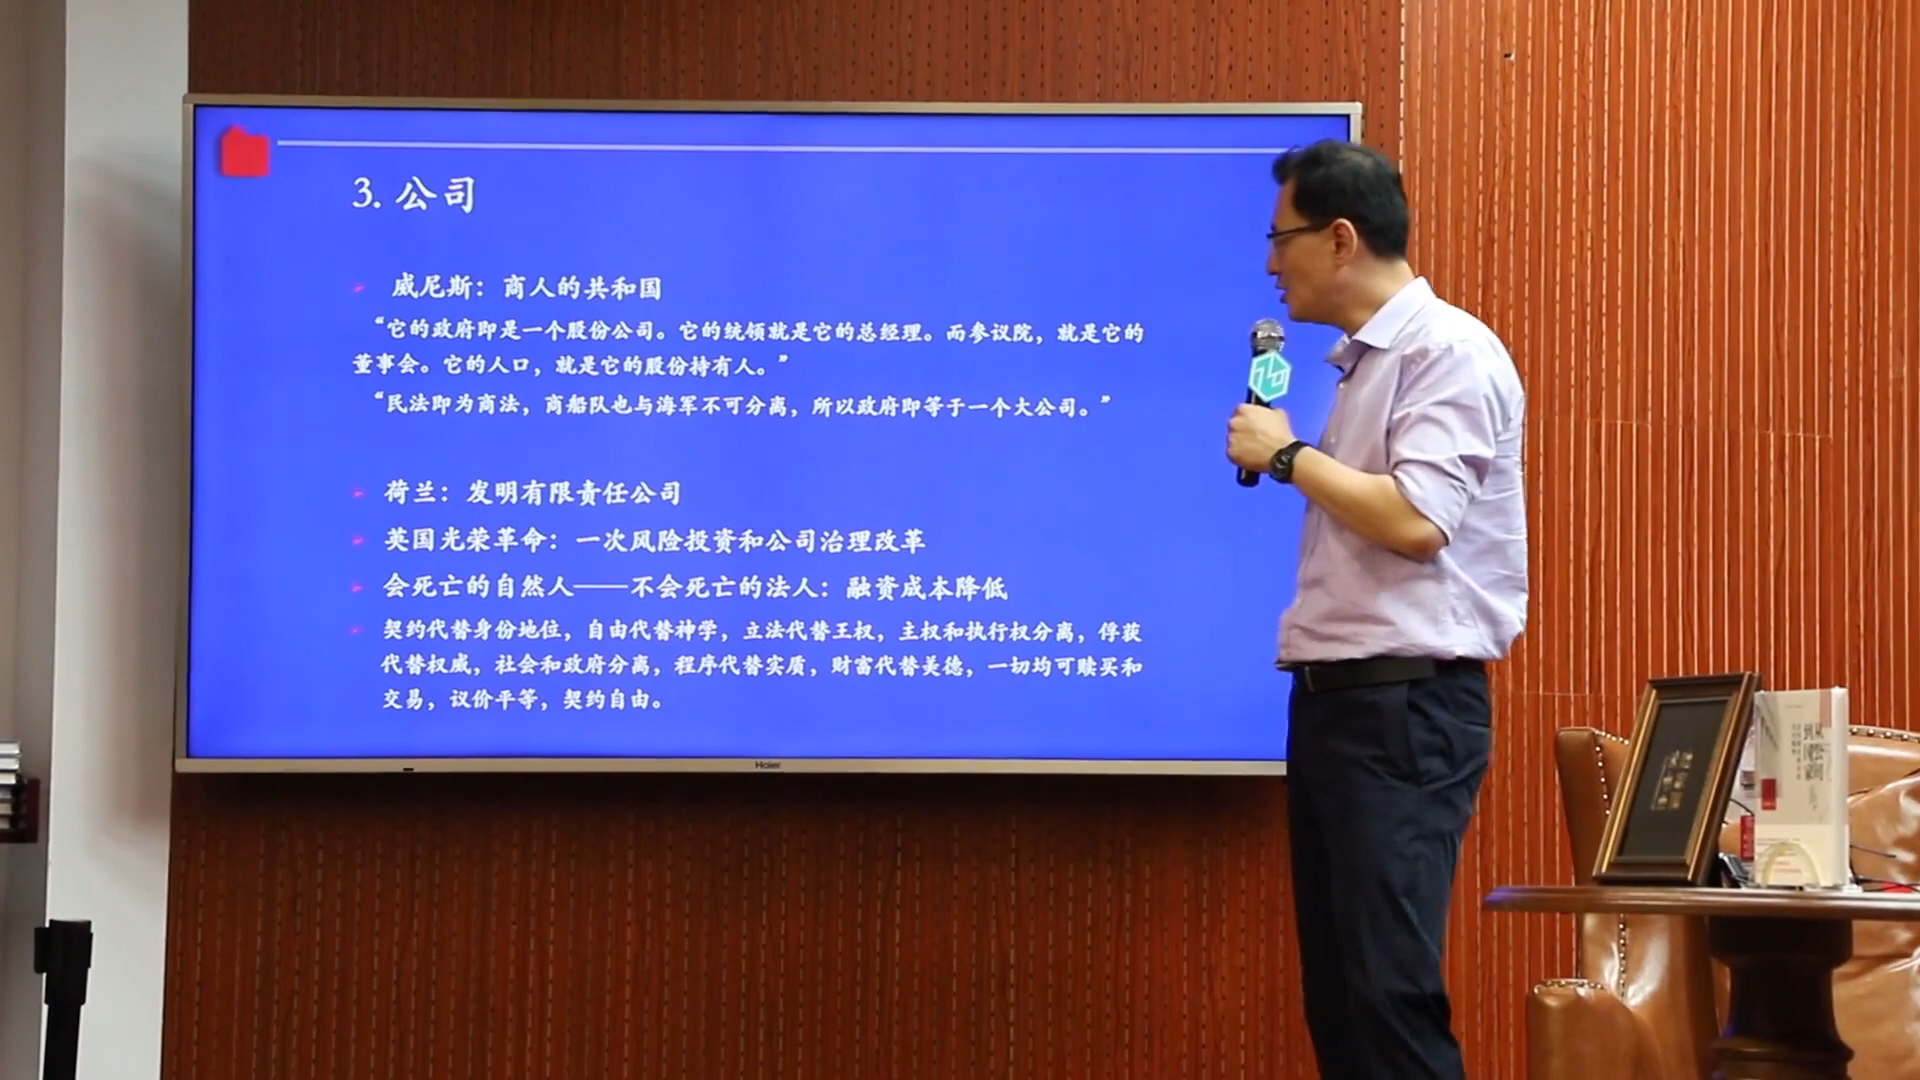 3. 公司
威尼斯：商人的共和国
“它的政府即是一个股份公司。它的统领就是它的总经理。而参议院，就是它的
董事会。它的人口，就是它的股份持有人。”
“民法即为商法，商船队也与海军不可分离，所以政府即等于一个大公司。”
荷兰：发明有限责任公司
英国光荣革命：一次风险投资和公司治理改革
会死亡的自然人——不会死亡的法人：融资成本降低
契约代替身份地位，自由代替神学，立法代替王权，主权和执行权分离，俘获
代替权威，社会和政府分离，程序代替实质，财富代替美德，一切均可赎买和
交易，议价平等，契约自由。
Haier